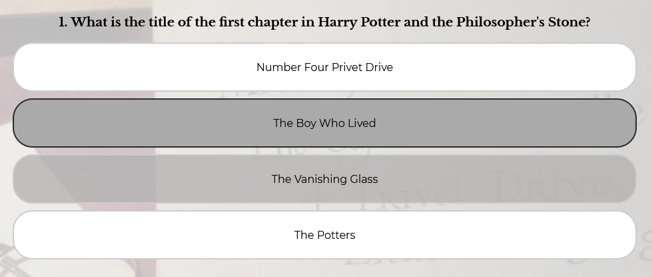 1. What is the title of the first chapter in Harry Potter and the Philosopher's Stone?
Number Four Privet Drive
The Boy Who Lived
The Vanishing Glass
The Potters